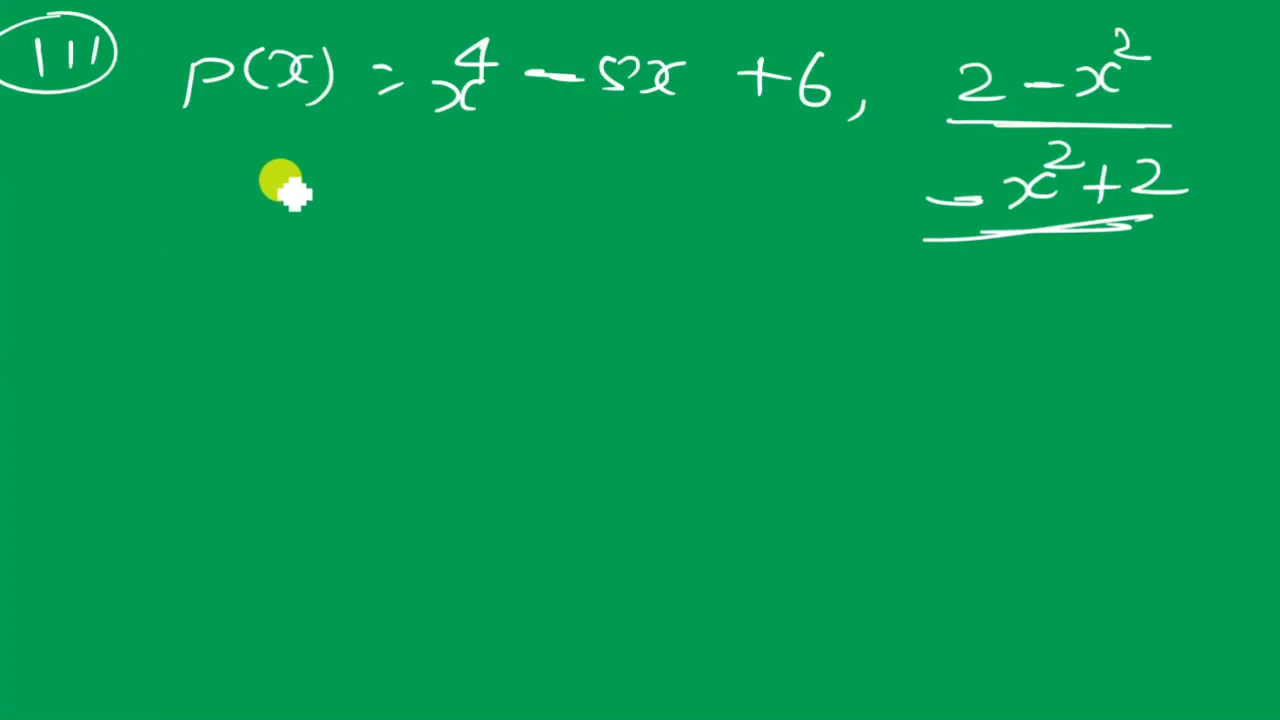 111 p(x) = x⁴ - 5x + 6, 2 - x²
- x² + 2